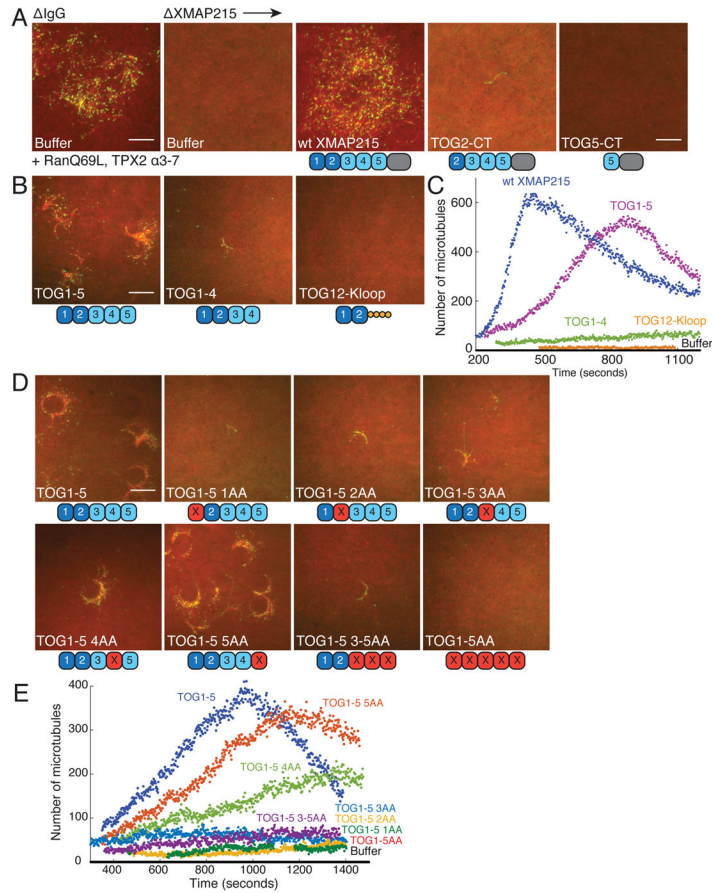 A
ΔIgG
ΔXMAP215
Buffer
Buffer
wt XMAP215
TOG2-CT
TOG5-CT
+ RanQ69L, TPX2 α3-7
1 2 3 4 5
2 3 4 5
5
B
TOG1-5
TOG1-4
TOG12-Kloop
1 2 3 4 5
1 2 3 4
1 2
C
wt XMAP215
TOG1-5
TOG1-4
TOG12-Kloop
Buffer
Number of microtubules
600
400
200
0
200 500 800 1100
Time (seconds)
D
TOG1-5
TOG1-5 1AA
TOG1-5 2AA
TOG1-5 3AA
1 2 3 4 5
X 2 3 4 5
1 X 3 4 5
1 2 X 4 5
TOG1-5 4AA
TOG1-5 5AA
TOG1-5 3-5AA
TOG1-5AA
1 2 3 X 5
1 2 3 4 X
1 2 X X X
X X X X X
E
TOG1-5
TOG1-5 5AA
TOG1-5 4AA
TOG1-5 3AA
TOG1-5 3-5AA
TOG1-5 2AA
TOG1-5 1AA
TOG1-5AA
Buffer
Number of microtubules
400
300
200
100
0
400 600 800 1000 1200 1400
Time (seconds)